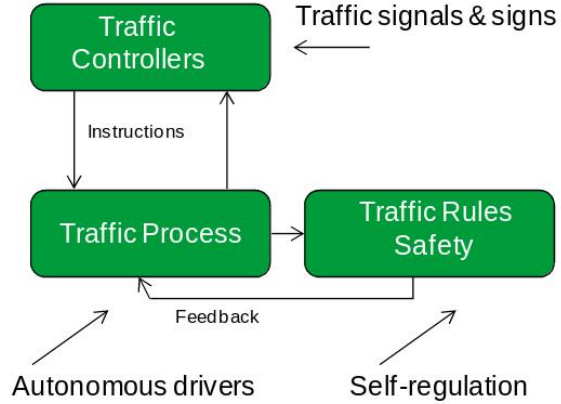 Traffic
Controllers
Traffic signals & signs
Instructions
Traffic Process
Traffic Rules
Safety
Feedback
Autonomous drivers
Self-regulation